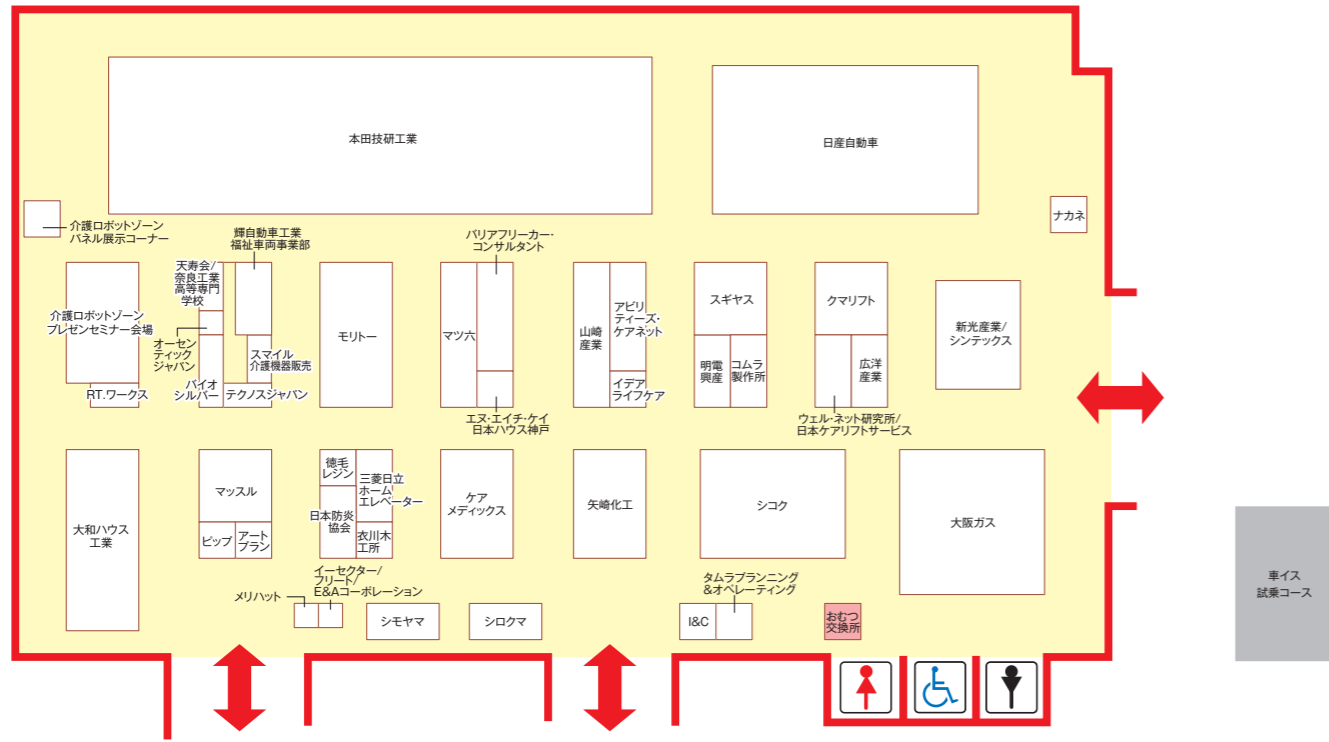 本田技研工業
日産自動車
介護ロボットゾーン
パネル展示コーナー
ナカネ
輝自動車工業
福祉車両事業部
バリアフリーカー・
コンサルタント
介護ロボットゾーン
プレゼンセミナー会場
RT.ワークス
天寿会/
奈良工業
高等専門
学校
オーセン
ティック
ジャパン
バイオ
シルバー
スマイル
介護機器販売
テクノスジャパン
モリトー
マツ六
エヌ・エイチ・ケイ
日本ハウス神戸
山崎
産業
アビリ
ティーズ・
ケアネット
イデア
ライフケア
スギヤス
明電
興産
コムラ
製作所
クマリフト
広洋
産業
ウェル・ネット研究所/
日本ケアリフトサービス
新光産業/
シンテックス
大和ハウス
工業
マッスル
ピップ
アート
プラン
徳毛
レジン
日本防炎
協会
三菱日立
ホーム
エレベーター
衣川木
工所
ケア
メディックス
矢崎化工
シコク
大阪ガス
メリハット
イーセクター/
フリート/
E&Aコーポレーション
シモヤマ
シロクマ
I&C
タムラプランニング
&オペレーティング
おむつ
交換所
車イス
試乗コース